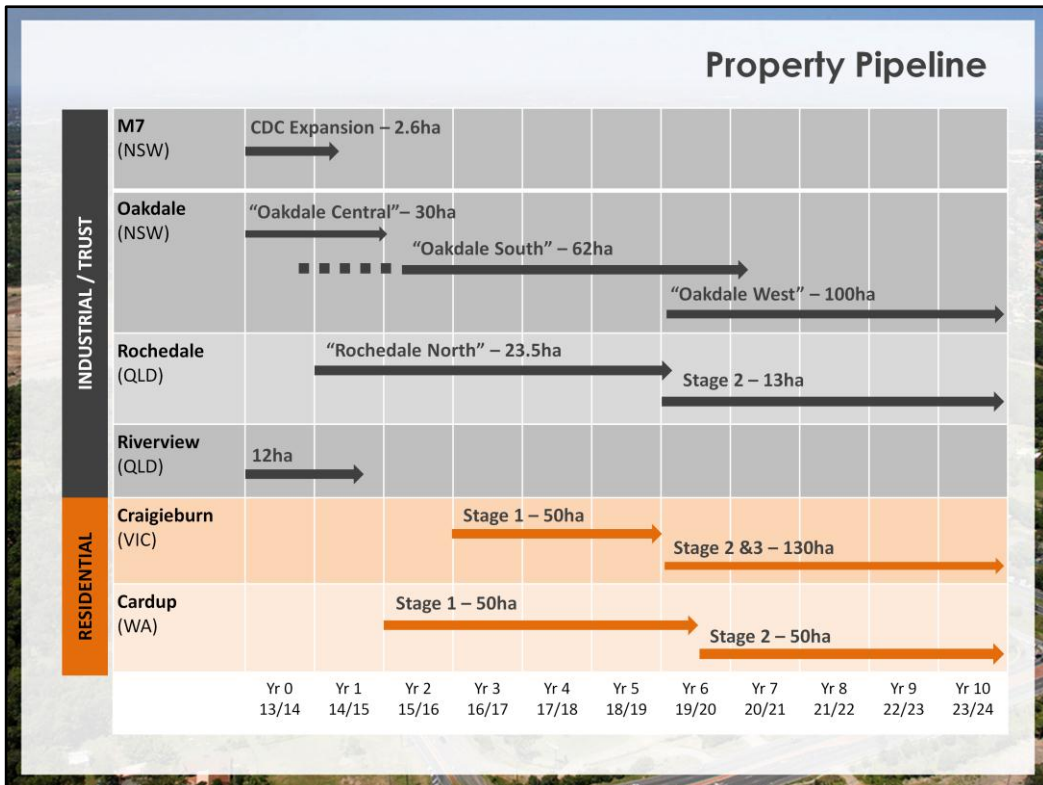 Property Pipeline
INDUSTRIAL / TRUST
M7
(NSW)
CDC Expansion – 2.6ha
Oakdale
(NSW)
“Oakdale Central”– 30ha
“Oakdale South” – 62ha
“Oakdale West” – 100ha
Rochedale
(QLD)
“Rochedale North” – 23.5ha
Stage 2 – 13ha
Riverview
(QLD)
12ha
RESIDENTIAL
Craigieburn
(VIC)
Stage 1 – 50ha
Stage 2 &3 – 130ha
Cardup
(WA)
Stage 1 – 50ha
Stage 2 – 50ha
Yr 0 Yr 1 Yr 2 Yr 3 Yr 4 Yr 5 Yr 6 Yr 7 Yr 8 Yr 9 Yr 10
13/14 14/15 15/16 16/17 17/18 18/19 19/20 20/21 21/22 22/23 23/24